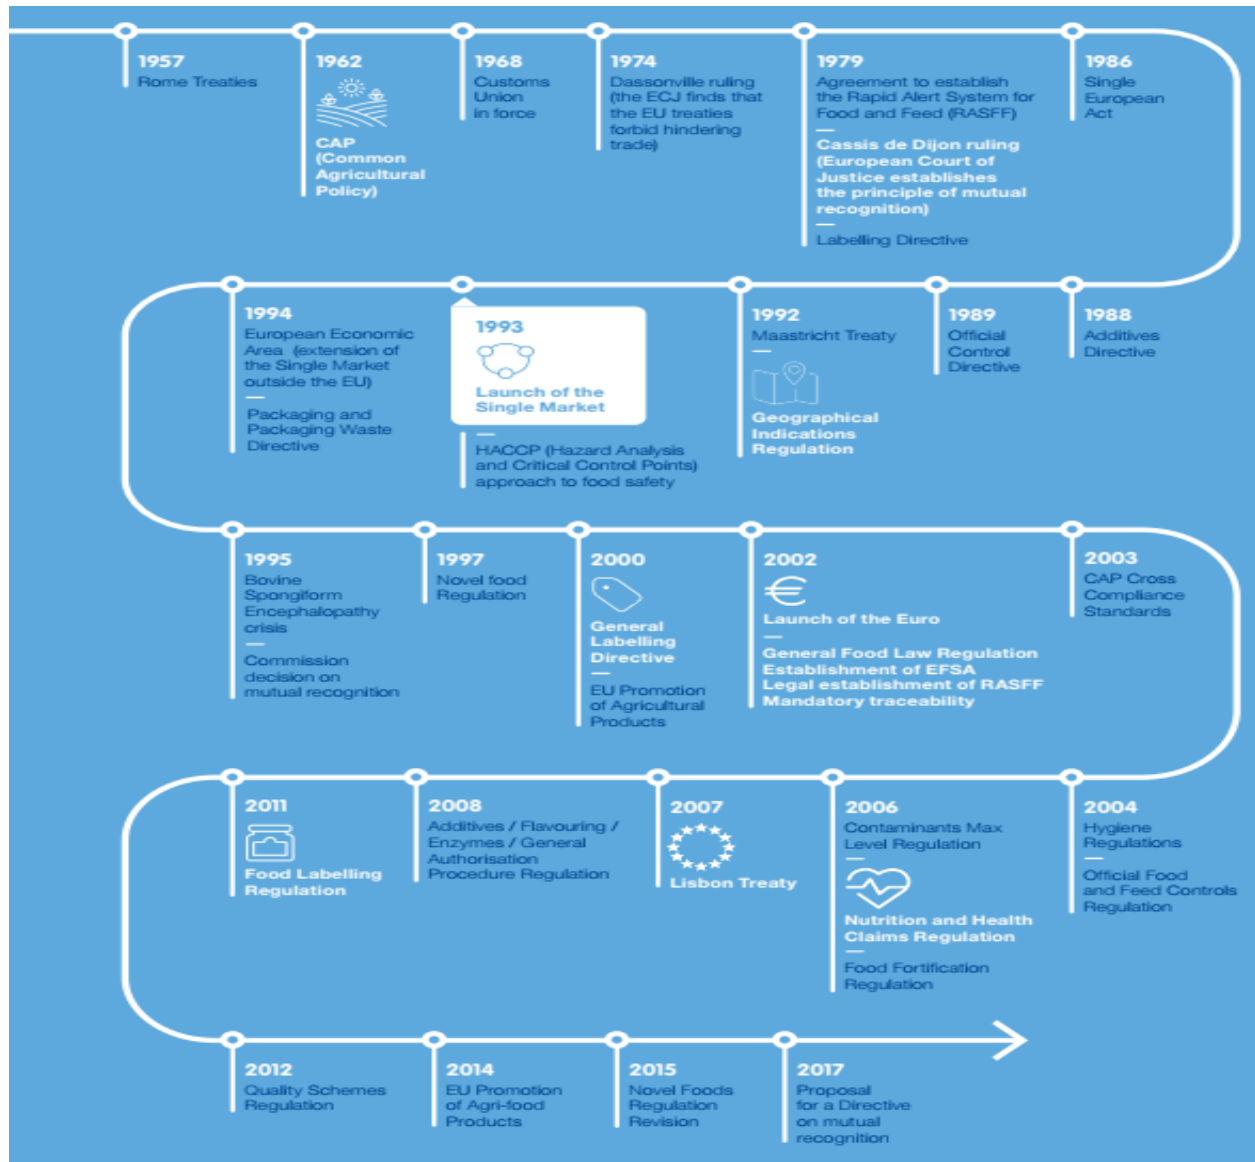 1957
Rome Treaties
1962
CAP
(Common
Agricultural
Policy)
1968
Customs
Union
in force
1974
Dassonville ruling
(the ECJ finds that
the EU treaties
forbid hindering
trade)
1979
Agreement to establish
the Rapid Alert System for
Food and Feed (RASFF)
Cassis de Dijon ruling
(European Court of
Justice establishes
the principle of mutual
recognition)
Labelling Directive
1986
Single
European
Act
1988
Additives
Directive
1989
Official
Control
Directive
1992
Maastricht Treaty
Geographical
Indications
Regulation
1993
Launch of the
Single Market
HACCP (Hazard Analysis
and Critical Control Points)
approach to food safety
1994
European Economic
Area (extension of
the Single Market
outside the EU)
Packaging and
Packaging Waste
Directive
1995
Bovine
Spongiform
Encephalopathy
crisis
Commission
decision on
mutual recognition
1997
Novel food
Regulation
2000
General
Labelling
Directive
EU Promotion
of Agricultural
Products
2002
€
Launch of the Euro
General Food Law Regulation
Establishment of EFSA
Legal establishment of RASFF
Mandatory traceability
2003
CAP Cross
Compliance
Standards
2004
Hygiene
Regulations
Official Food
and Feed Controls
Regulation
2006
Contaminants Max
Level Regulation
Nutrition and Health
Claims Regulation
Food Fortification
Regulation
2007
Lisbon Treaty
2008
Additives / Flavouring /
Enzymes / General
Authorisation
Procedure Regulation
2011
Food Labelling
Regulation
2012
Quality Schemes
Regulation
2014
EU Promotion
of Agri-food
Products
2015
Novel Foods
Regulation
Revision
2017
Proposal
for a Directive
on mutual
recognition